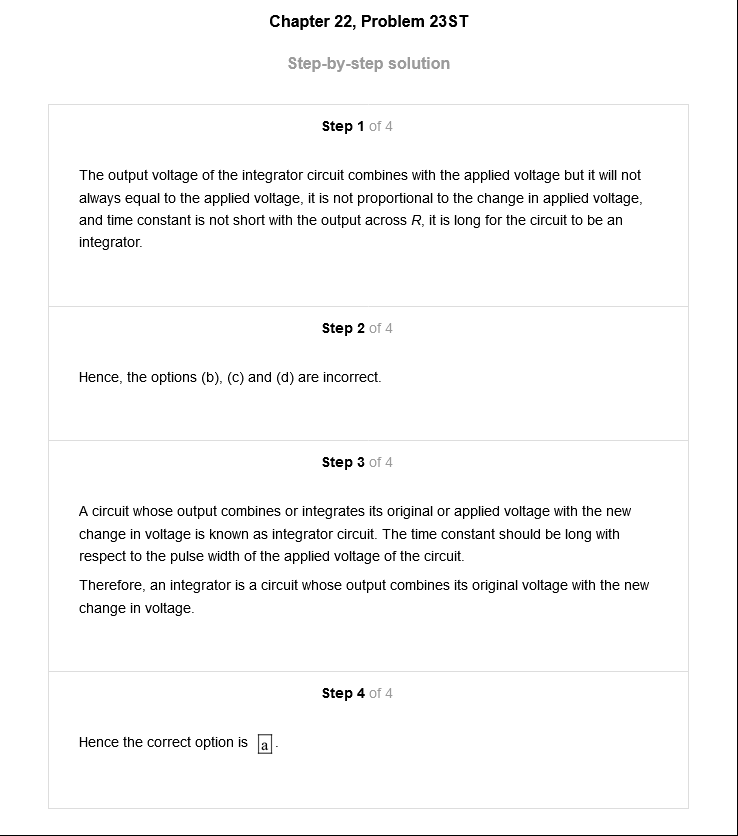 Chapter 22, Problem 23ST
Step-by-step solution
Step 1 of 4
The output voltage of the integrator circuit combines with the applied voltage but it will not
always equal to the applied voltage, it is not proportional to the change in applied voltage,
and time constant is not short with the output across R, it is long for the circuit to be an
integrator.
Step 2 of 4
Hence, the options (b), (c) and (d) are incorrect.
Step 3 of 4
A circuit whose output combines or integrates its original or applied voltage with the new
change in voltage is known as integrator circuit. The time constant should be long with
respect to the pulse width of the applied voltage of the circuit.
Therefore, an integrator is a circuit whose output combines its original voltage with the new
change in voltage.
Step 4 of 4
Hence the correct option is a.